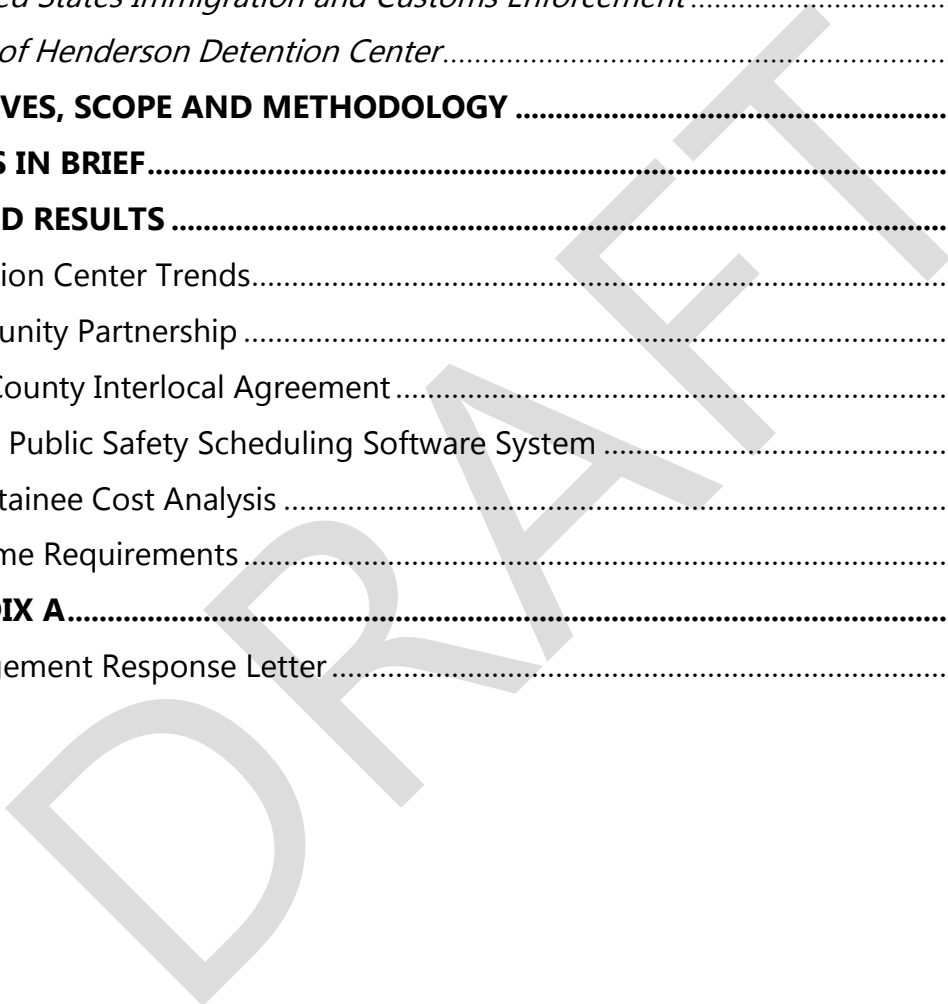 ed States Immigration and Customs Enforcement................................
of Henderson Detention Center................................
VES, SCOPE AND METHODOLOGY ................................
S IN BRIEF................................
D RESULTS ................................
ion Center Trends................................
unity Partnership ................................
County Interlocal Agreement ................................
Public Safety Scheduling Software System ................................
tainee Cost Analysis ................................
me Requirements ................................
DIX A................................
gement Response Letter ................................
DRAFT